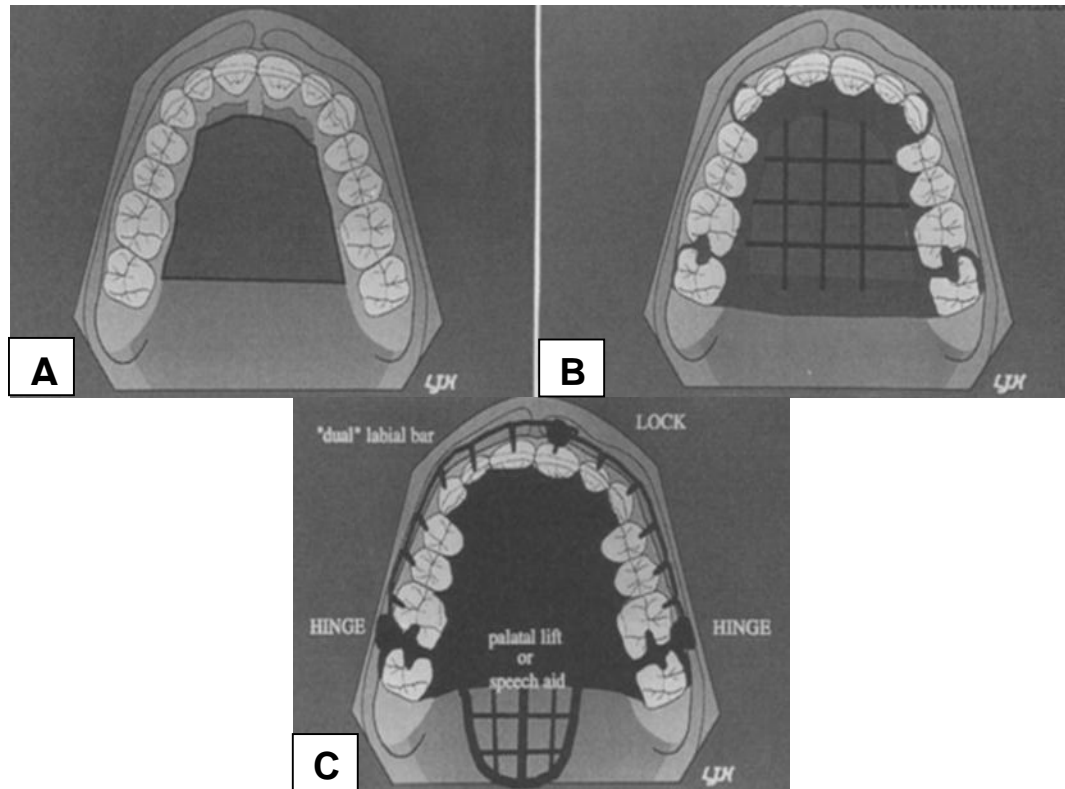 A
B
"dual" labial bar
LOCK
HINGE
HINGE
palatal lift
or
speech aid
C